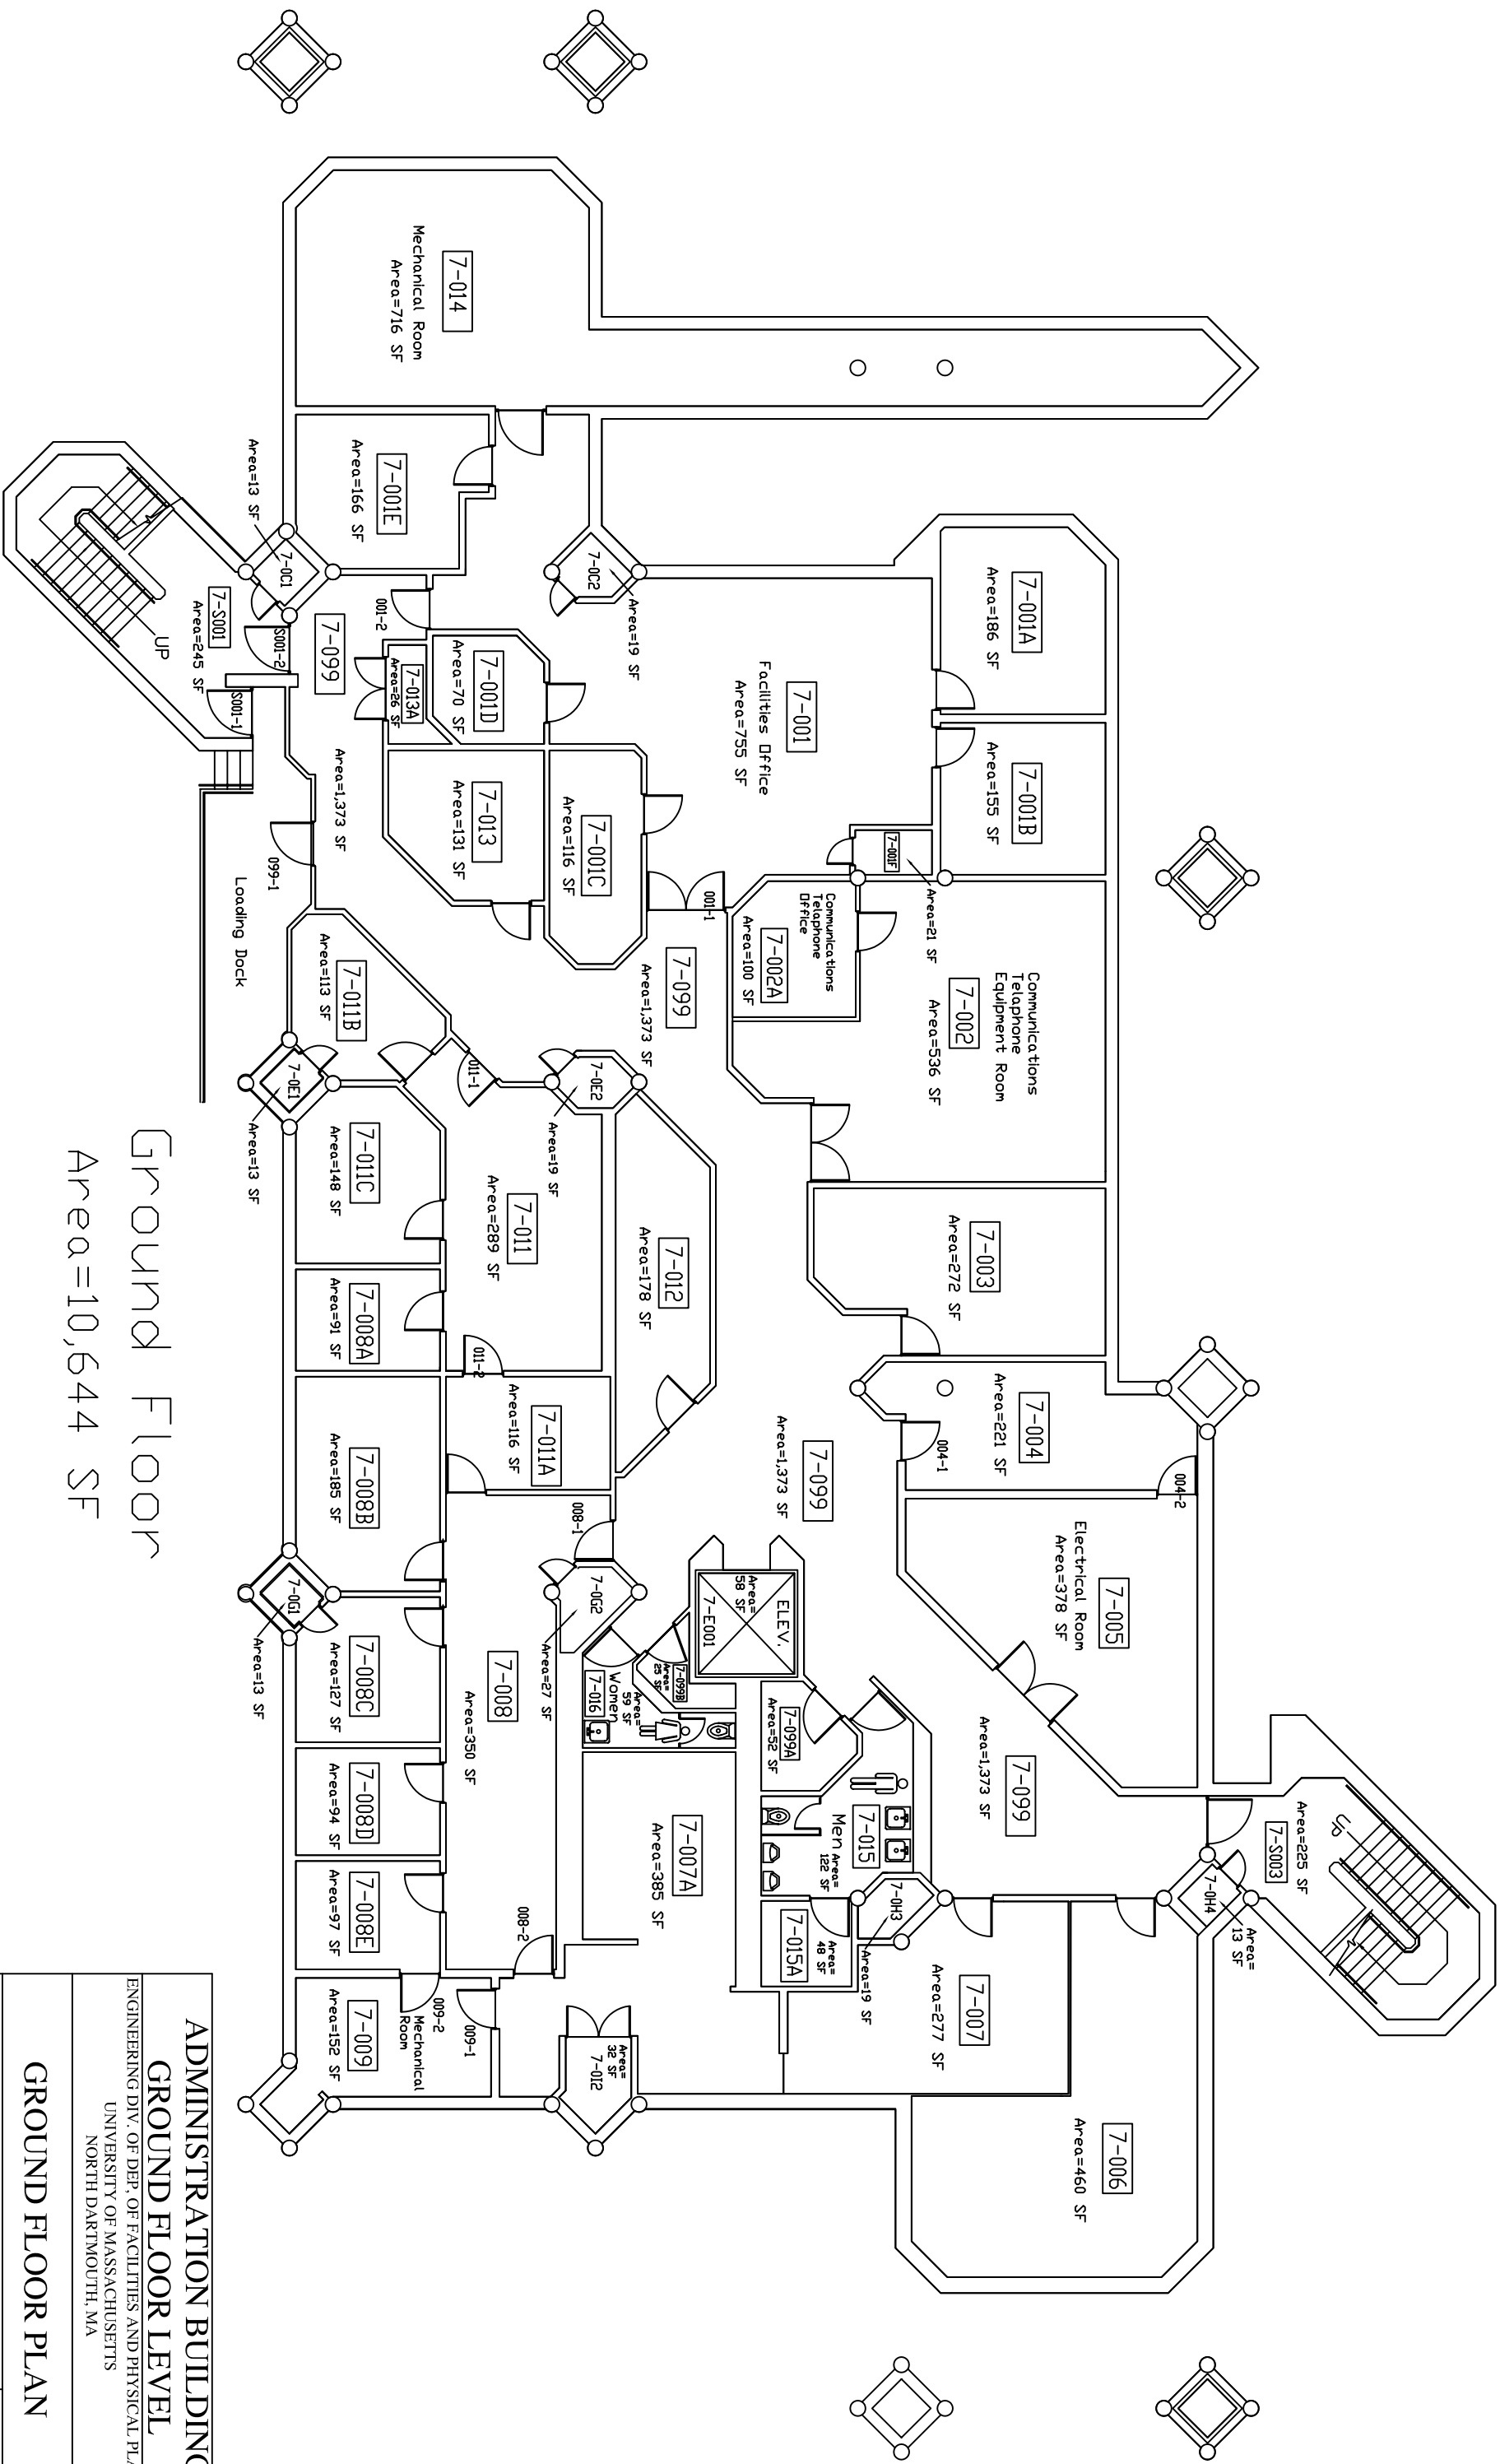 7-014
Mechanical Room
Area=716 SF
7-001E
Area=166 SF
Area=13 SF
7-0C1
7-0C2
Area=19 SF
7-S001
Area=245 SF
UP
S001-2
S001-1
7-099
Area=1,373 SF
001-2
7-013A
Area=26 SF
7-001D
Area=70 SF
7-013
Area=131 SF
7-001C
Area=116 SF
7-001
Facilities Office
Area=755 SF
7-001A
Area=186 SF
7-001B
Area=155 SF
7-001F
Area=21 SF
001-1
Communications
Telaphone
Office
7-002A
Area=100 SF
Communications
Telaphone
Equipment Room
7-002
Area=536 SF
7-099
Area=1,373 SF
099-1
Loading Dock
7-011B
Area=113 SF
011-1
7-0E1
Area=13 SF
7-0E2
Area=19 SF
7-011C
Area=148 SF
7-011
Area=289 SF
7-012
Area=178 SF
7-003
Area=272 SF
7-008A
Area=91 SF
011-2
7-011A
Area=116 SF
7-004
Area=221 SF
004-1
004-2
7-099
Area=1,373 SF
7-008B
Area=185 SF
008-1
7-0G1
Area=13 SF
7-0G2
Area=27 SF
ELEV.
Area=
58 SF
7-E001
7-005
Electrical Room
Area=378 SF
7-008C
Area=127 SF
7-008
Area=350 SF
7-016
Women
Area=
59 SF
7-099B
Area=
25 SF
7-099A
Area=52 SF
7-099
Area=1,373 SF
7-008D
Area=94 SF
7-008E
Area=97 SF
008-2
7-007A
Area=385 SF
7-015
Men
Area=
122 SF
7-015A
Area=
48 SF
7-0H3
Area=19 SF
7-S003
Area=225 SF
UP
7-0H4
Area=
13 SF
7-007
Area=277 SF
7-006
Area=460 SF
009-2
009-1
Mechanical
Room
7-009
Area=152 SF
Area=
32 SF
7-0I2
Ground Floor
Area=10,644 SF
ADMINISTRATION BUILDING
GROUND FLOOR LEVEL
ENGINEERING DIV. OF DEP, OF FACILITIES AND PHYSICAL PLA
UNIVERSITY OF MASSACHUSETTS
NORTH DARTMOUTH, MA
GROUND FLOOR PLAN